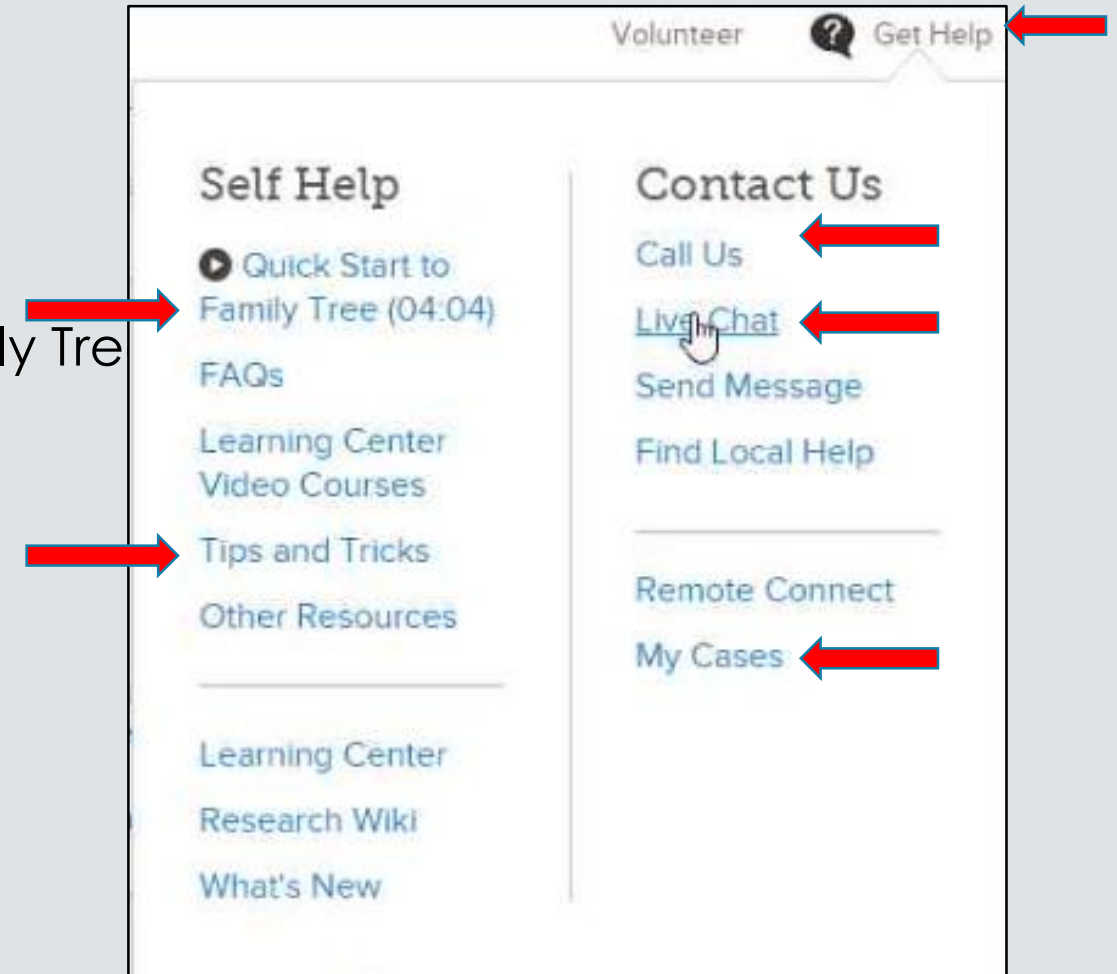 Volunteer
Get Help
Self Help
Quick Start to
Family Tree (04:04)
FAQs
Learning Center
Video Courses
Tips and Tricks
Other Resources
Learning Center
Research Wiki
What's New
Contact Us
Call Us
Live Chat
Send Message
Find Local Help
Remote Connect
My Cases
ly Tre